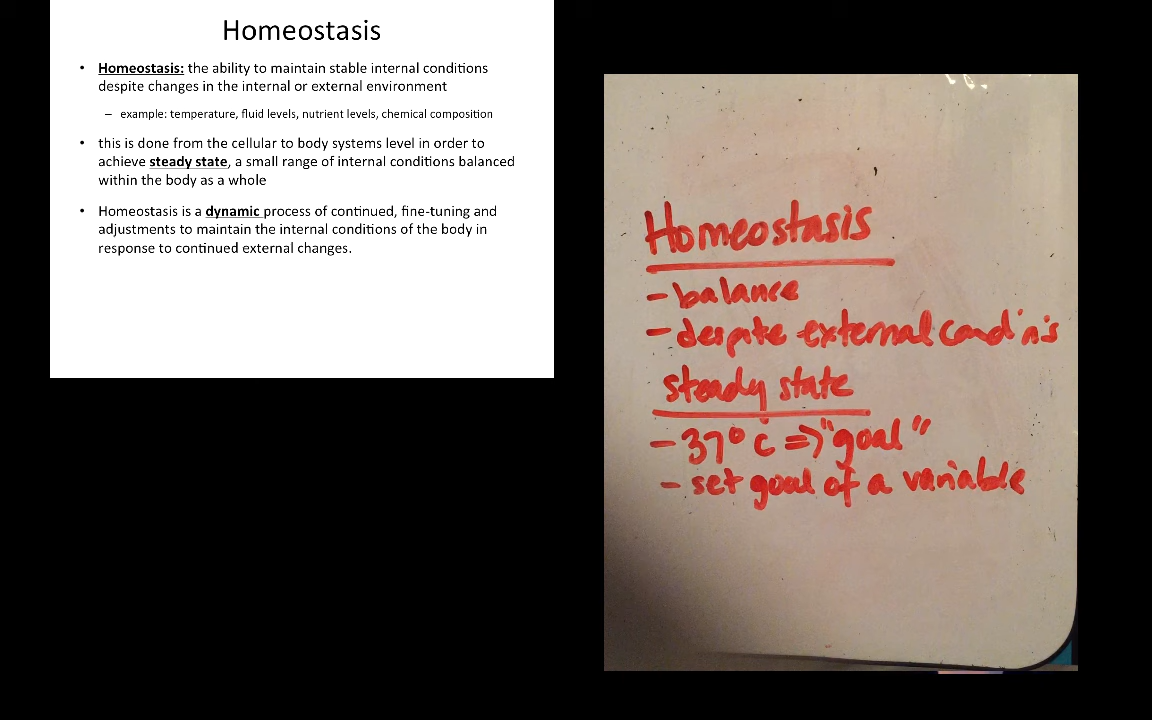 Homeostasis
• Homeostasis: the ability to maintain stable internal conditions
despite changes in the internal or external environment
– example: temperature, fluid levels, nutrient levels, chemical composition
• this is done from the cellular to body systems level in order to
achieve steady state, a small range of internal conditions balanced
within the body as a whole
• Homeostasis is a dynamic process of continued, fine-tuning and
adjustments to maintain the internal conditions of the body in
response to continued external changes.
Homeostasis
- balance
- despite external cond'n's
steady state
- 37° C => "goal"
- set goal of a variable